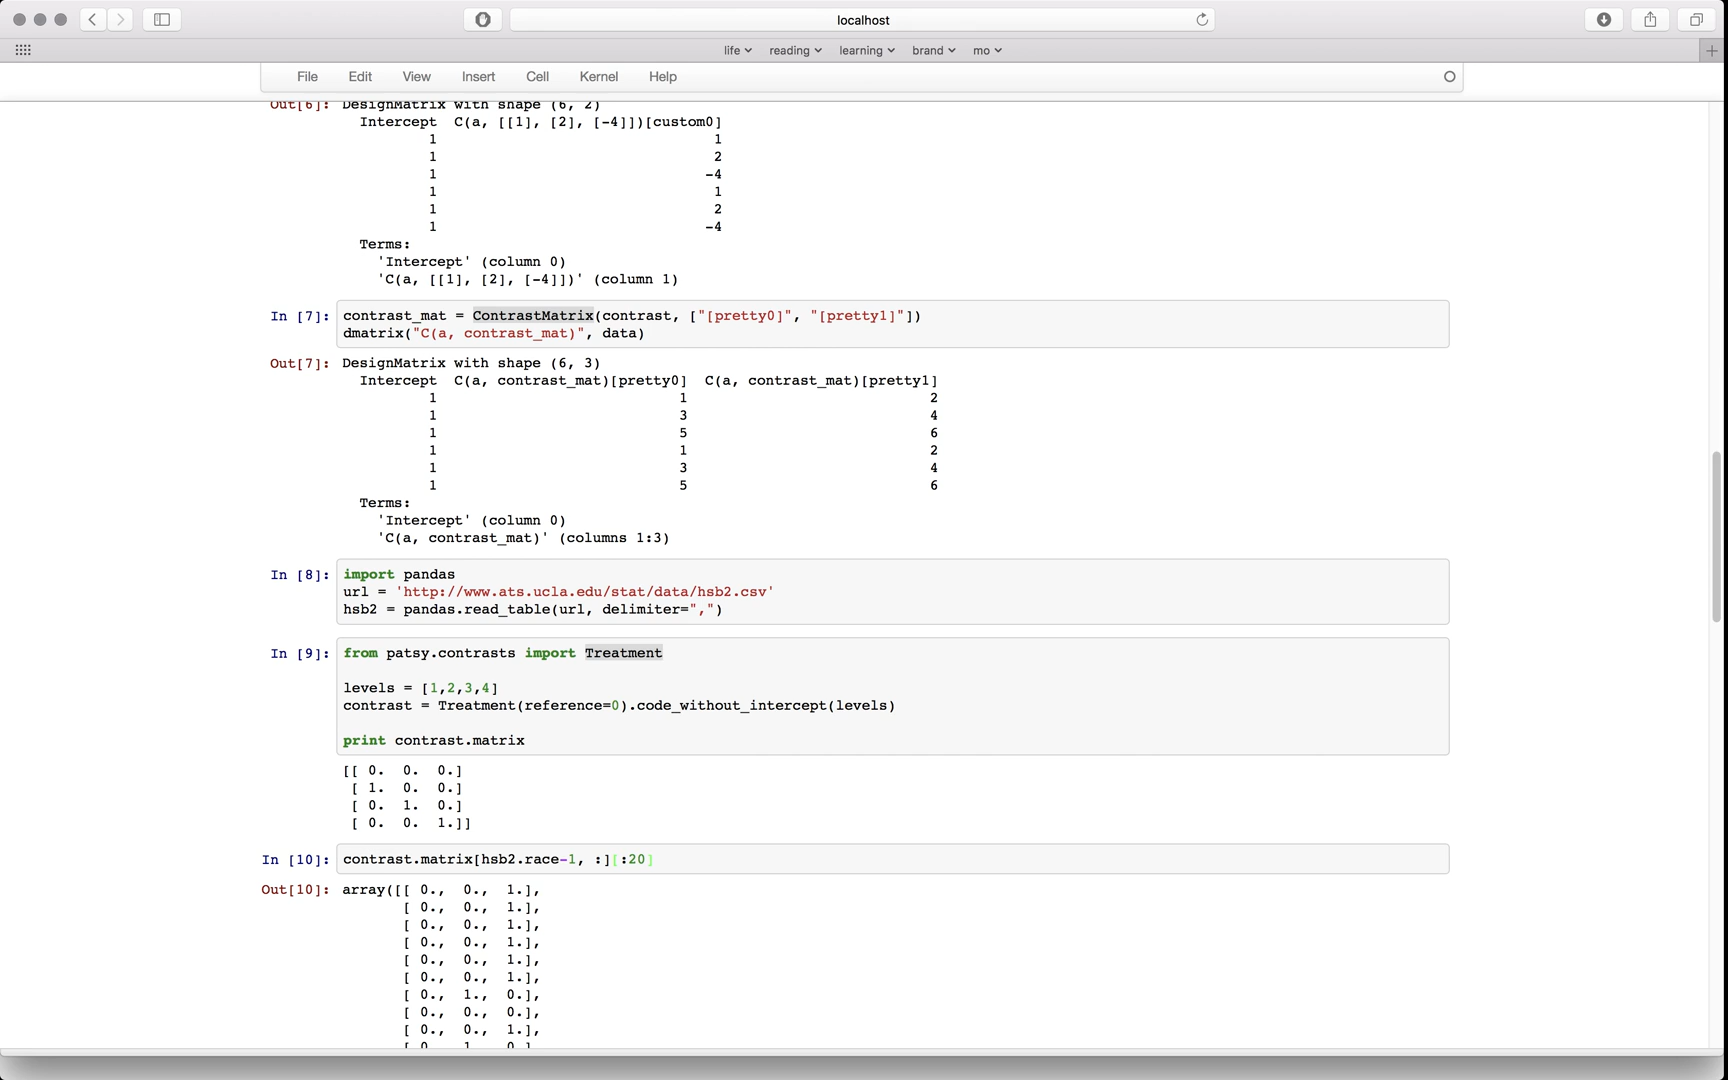 localhost
life reading learning brand mo
File Edit View Insert Cell Kernel Help
Out[6]: DesignMatrix with shape (6, 2)
Intercept C(a, [[1], [2], [-4]])[custom0]
1 1
1 2
1 -4
1 1
1 2
1 -4
Terms:
'Intercept' (column 0)
'C(a, [[1], [2], [-4]])' (column 1)
In [7]: contrast_mat = ContrastMatrix(contrast, ["[pretty0]", "[pretty1]"])
dmatrix("C(a, contrast_mat)", data)
Out[7]: DesignMatrix with shape (6, 3)
Intercept C(a, contrast_mat)[pretty0] C(a, contrast_mat)[pretty1]
1 1 2
1 3 4
1 5 6
1 1 2
1 3 4
1 5 6
Terms:
'Intercept' (column 0)
'C(a, contrast_mat)' (columns 1:3)
In [8]: import pandas
url = 'http://www.ats.ucla.edu/stat/data/hsb2.csv'
hsb2 = pandas.read_table(url, delimiter=",")
In [9]: from patsy.contrasts import Treatment
levels = [1,2,3,4]
contrast = Treatment(reference=0).code_without_intercept(levels)
print contrast.matrix
[[ 0. 0. 0.]
[ 1. 0. 0.]
[ 0. 1. 0.]
[ 0. 0. 1.]]
In [10]: contrast.matrix[hsb2.race-1, :][:20]
Out[10]: array([[ 0., 0., 1.],
[ 0., 0., 1.],
[ 0., 0., 1.],
[ 0., 0., 1.],
[ 0., 0., 1.],
[ 0., 0., 1.],
[ 0., 1., 0.],
[ 0., 0., 0.],
[ 0., 0., 1.],